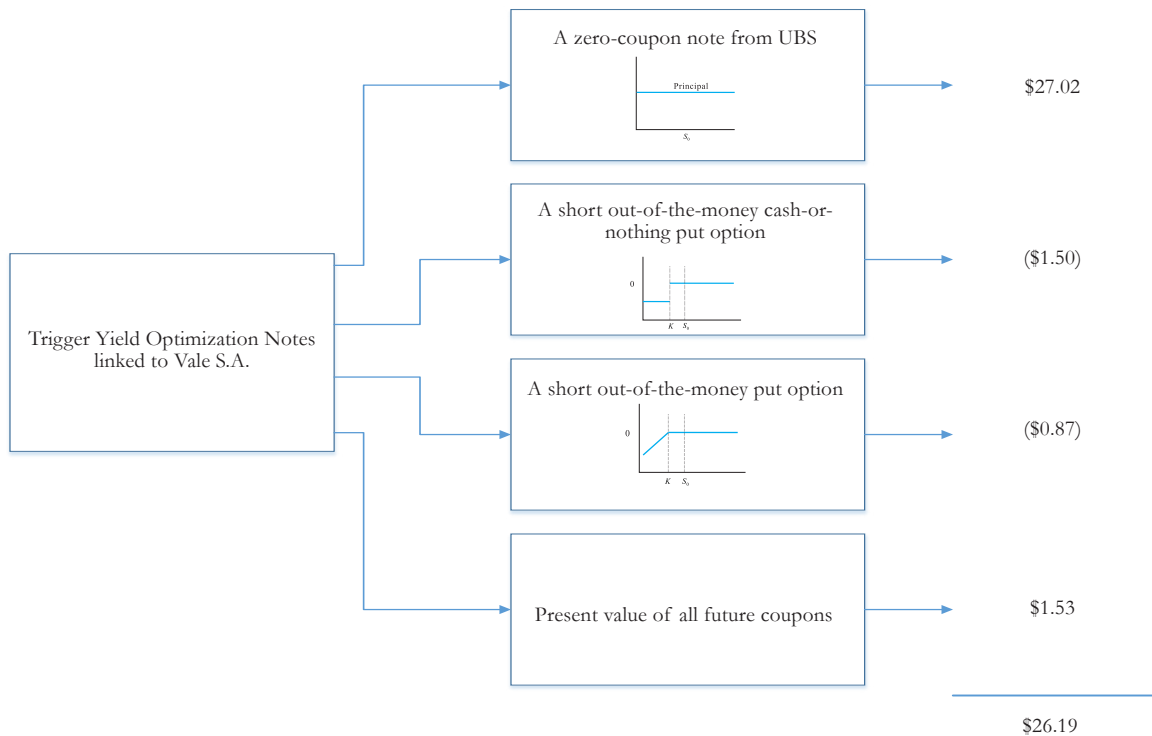 A zero-coupon note from UBS
Principal
S0
$27.02
A short out-of-the-money cash-or-
nothing put option
0
K S0
($1.50)
Trigger Yield Optimization Notes
linked to Vale S.A.
A short out-of-the-money put option
0
K S0
($0.87)
Present value of all future coupons
$1.53
$26.19